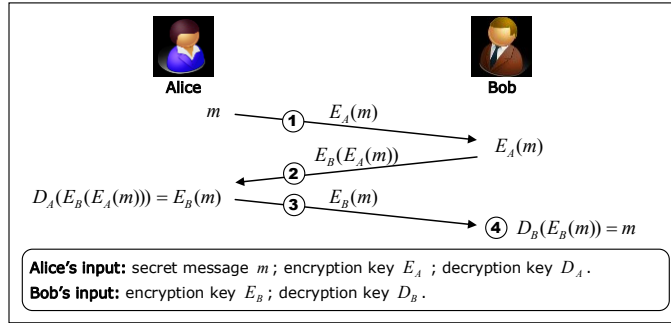 Alice Bob
m ① E_A(m)
E_A(m)
② E_B(E_A(m))
D_A(E_B(E_A(m))) = E_B(m) ③ E_B(m)
④ D_B(E_B(m)) = m
Alice's input: secret message m ; encryption key E_A ; decryption key D_A .
Bob's input: encryption key E_B ; decryption key D_B .